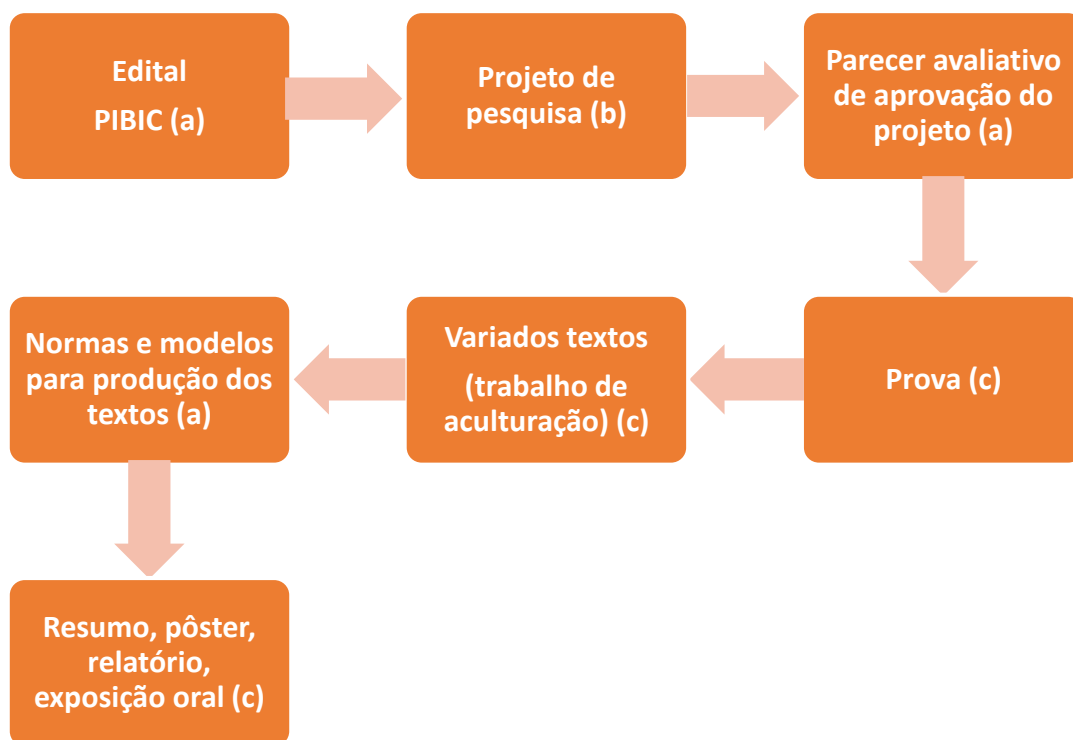 Edital
PIBIC (a)
Projeto de
pesquisa (b)
Parecer avaliativo
de aprovação do
projeto (a)
Prova (c)
Variados textos
(trabalho de
aculturação) (c)
Normas e modelos
para produção dos
textos (a)
Resumo, pôster,
relatório,
exposição oral (c)